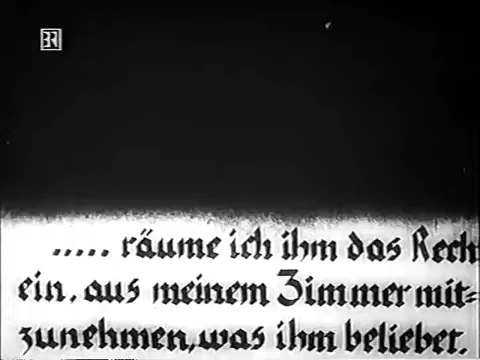 BR
..... räume ich ihm das Rech
ein, aus meinem Zimmer mit=
zunehmen, was ihm beliebet.